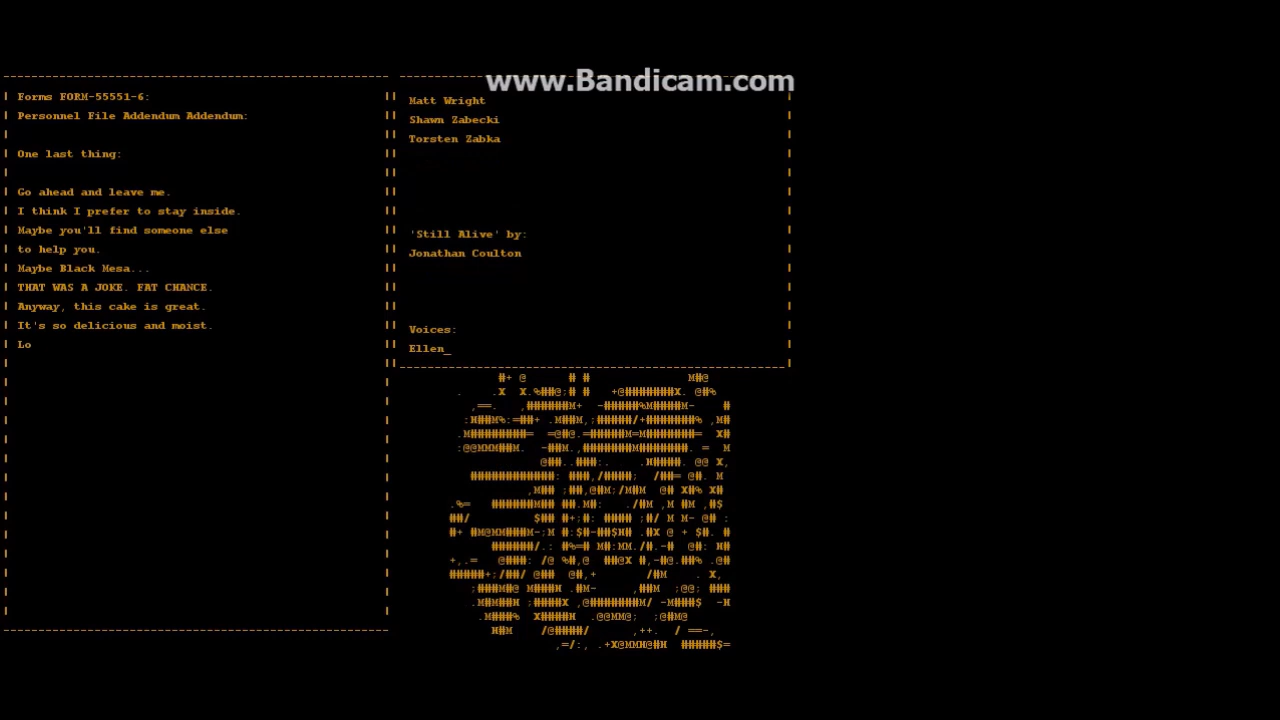 www.Bandicam.com
Forms FORM-55551-6:
Personnel File Addendum Addendum:
One last thing:
Go ahead and leave me.
I think I prefer to stay inside.
Maybe you'll find someone else
to help you.
Maybe Black Mesa...
THAT WAS A JOKE. FAT CHANCE.
Anyway, this cake is great.
It's so delicious and moist.
Lo
Matt Wright
Shawn Zabecki
Torsten Zabka
'Still Alive' by:
Jonathan Coulton
Voices:
Ellen_